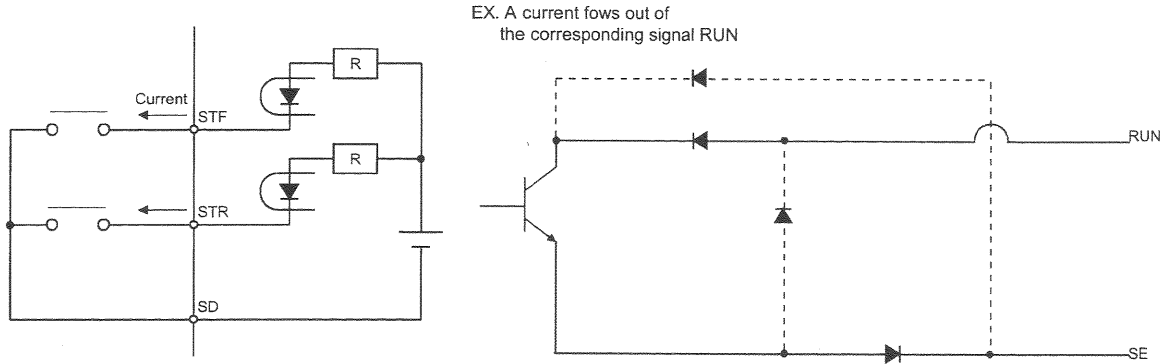 EX. A current fows out of
the corresponding signal RUN
R
Current
STF
R
STR
SD
RUN
SE